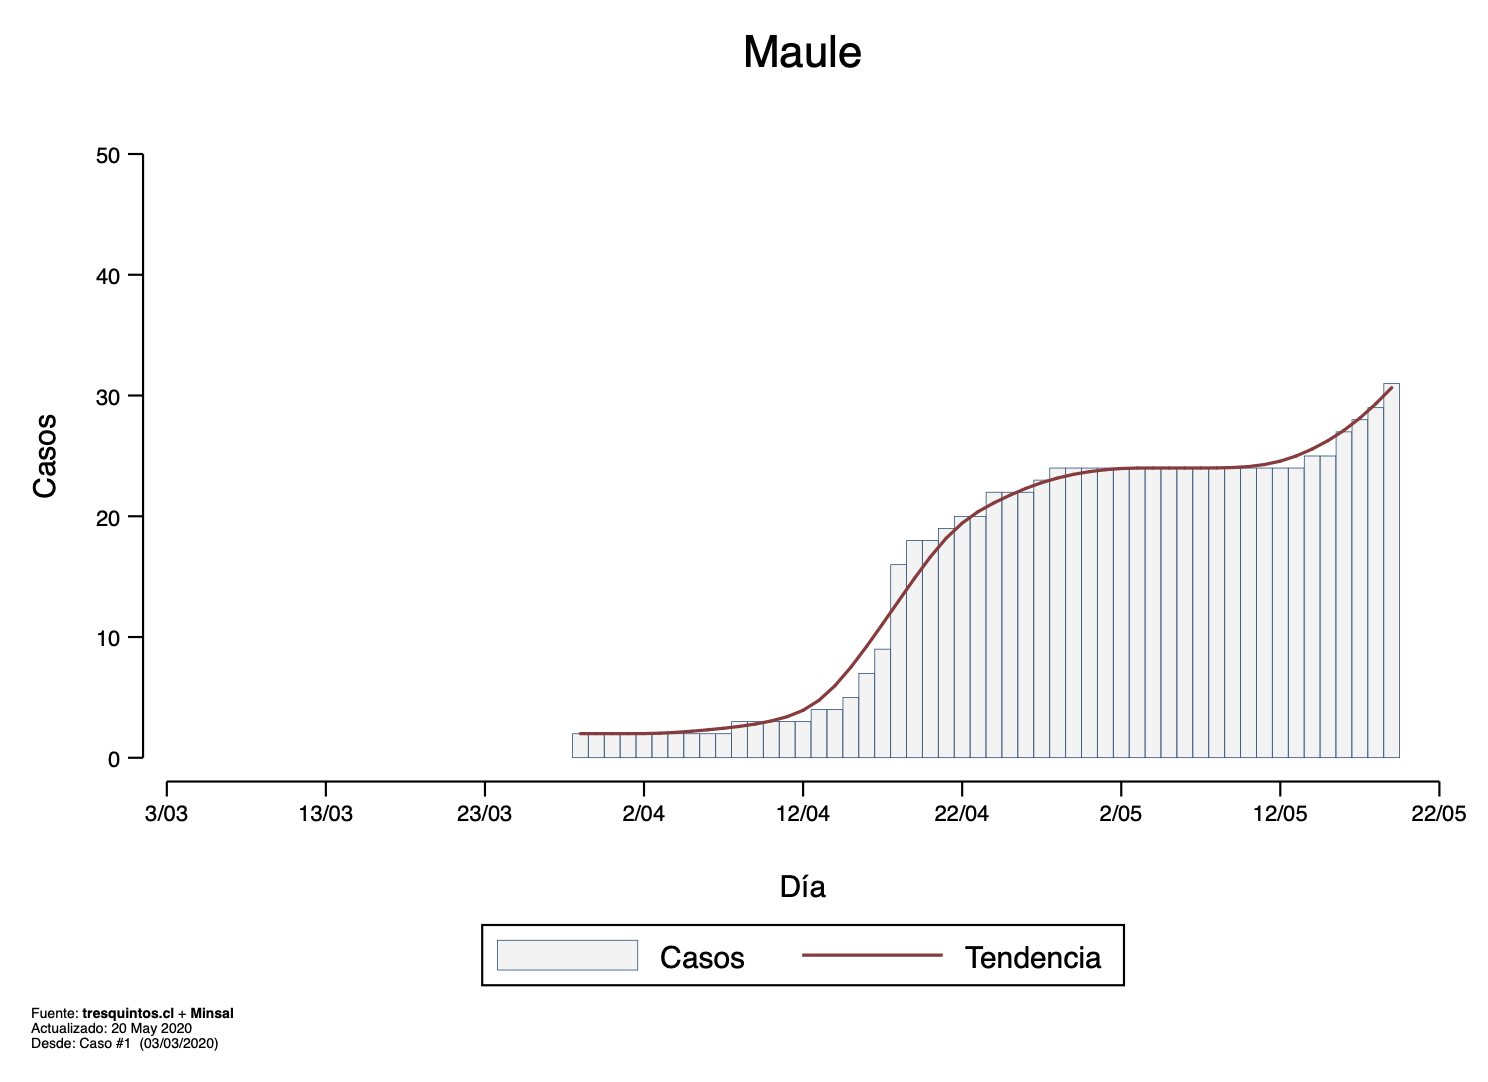 Maule
50
40
30
20
10
0
Casos
3/03 13/03 23/03 2/04 12/04 22/04 2/05 12/05 22/05
Día
Casos Tendencia
Fuente: tresquintos.cl + Minsal
Actualizado: 20 May 2020
Desde: Caso #1 (03/03/2020)